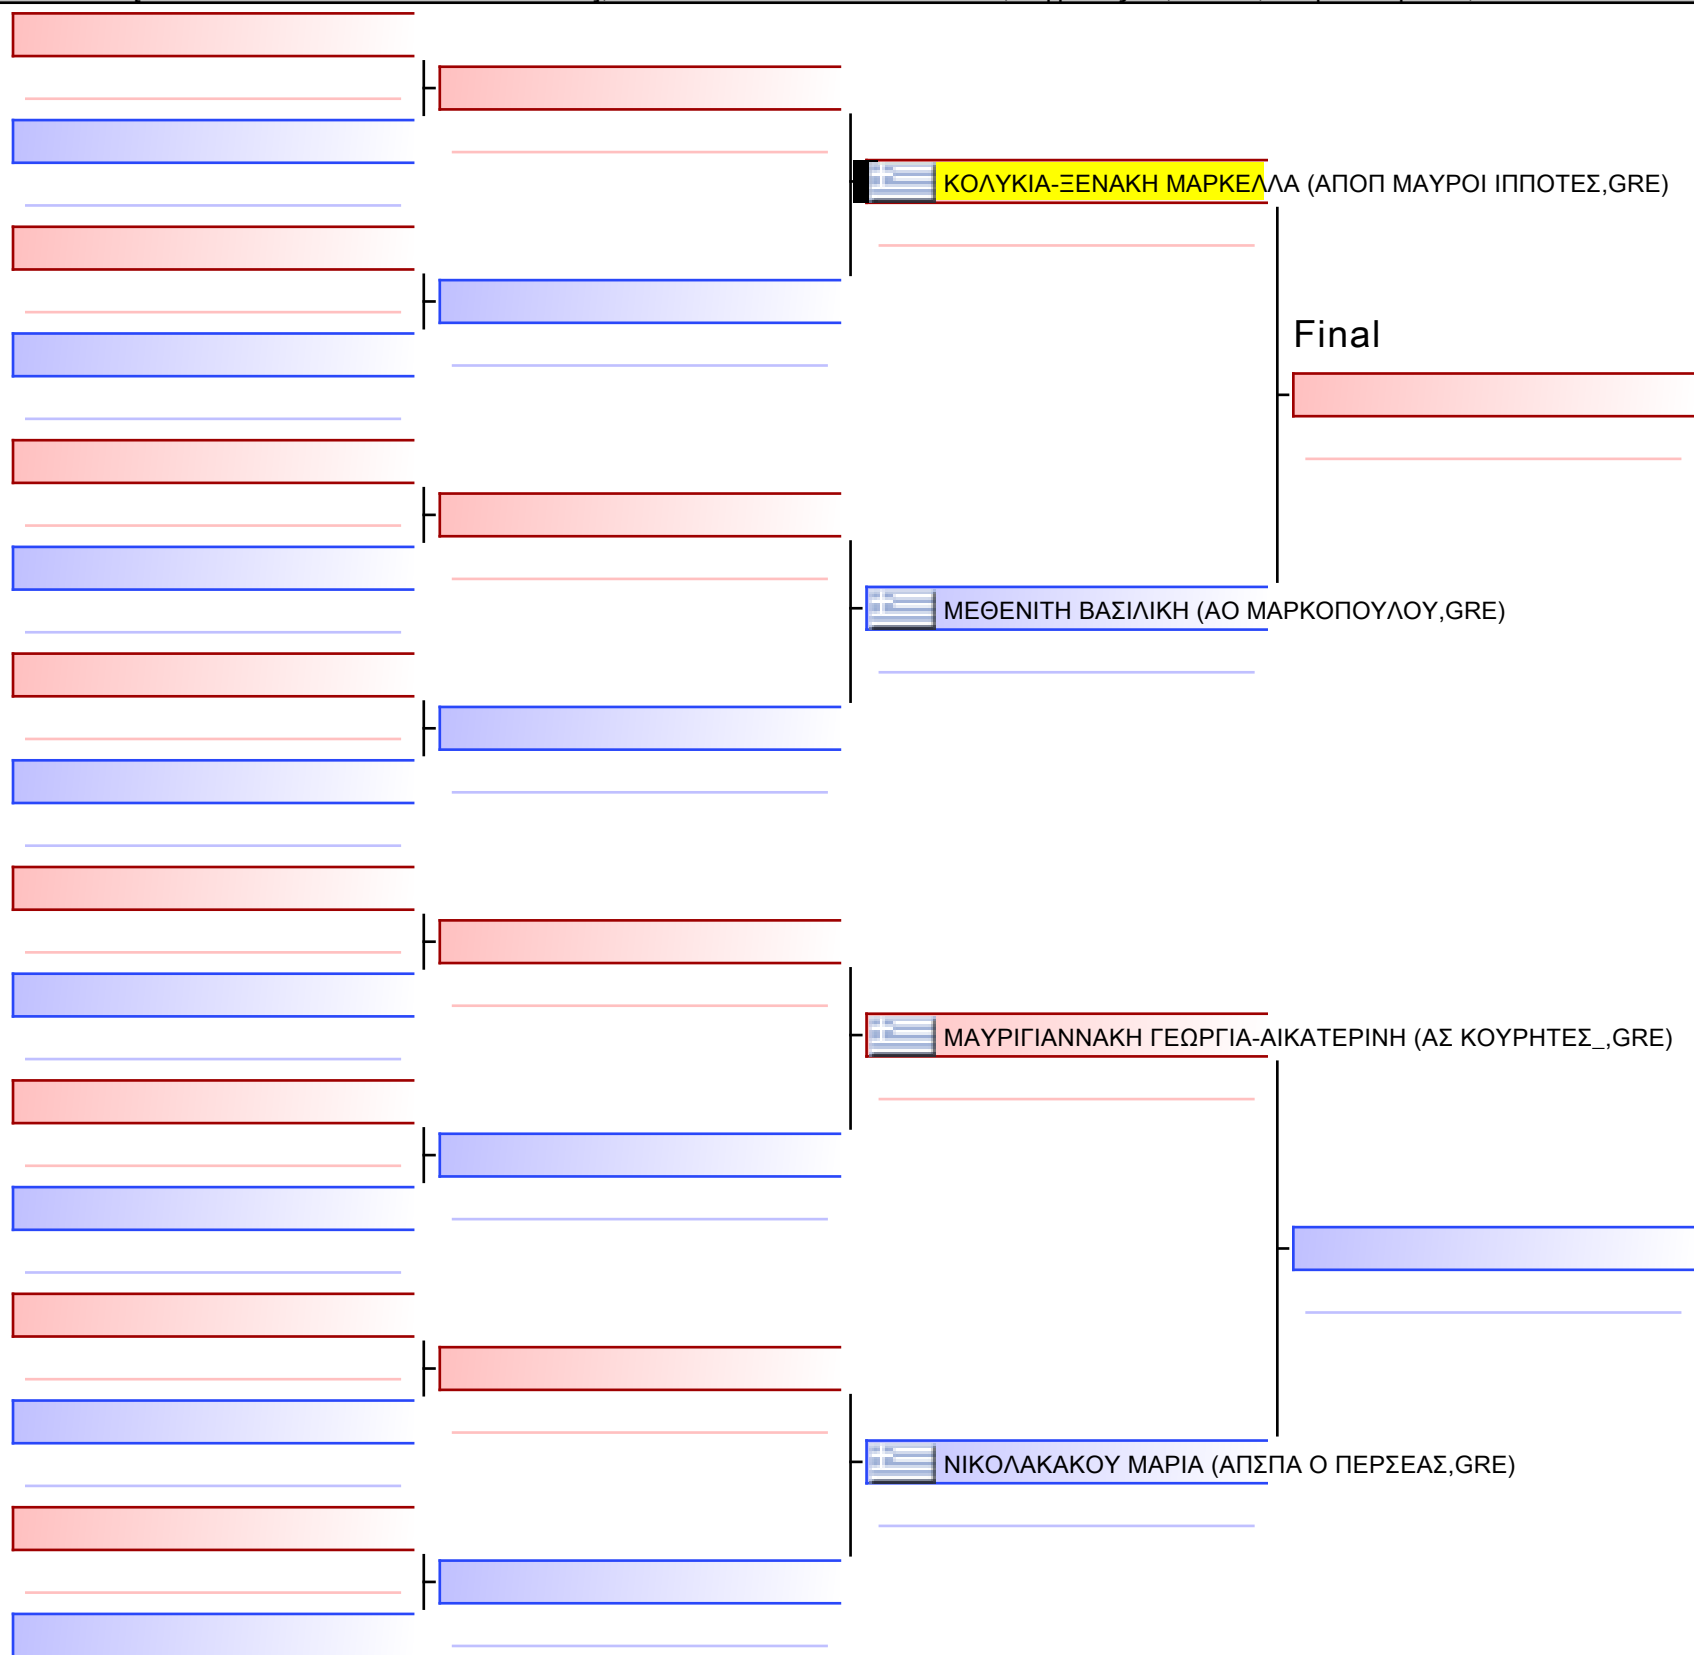 ΚΟΛΥΚΙΑ-ΞΕΝΑΚΗ ΜΑΡΚΕΛΛΑ (ΑΠΟΠ ΜΑΥΡΟΙ ΙΠΠΟΤΕΣ,GRE)
Final
ΜΕΘΕΝΙΤΗ ΒΑΣΙΛΙΚΗ (ΑΟ ΜΑΡΚΟΠΟΥΛΟΥ,GRE)
ΜΑΥΡΙΓΙΑΝΝΑΚΗ ΓΕΩΡΓΙΑ-ΑΙΚΑΤΕΡΙΝΗ (ΑΣ ΚΟΥΡΗΤΕΣ_,GRE)
ΝΙΚΟΛΑΚΑΚΟΥ ΜΑΡΙΑ (ΑΠΣΠΑ Ο ΠΕΡΣΕΑΣ,GRE)